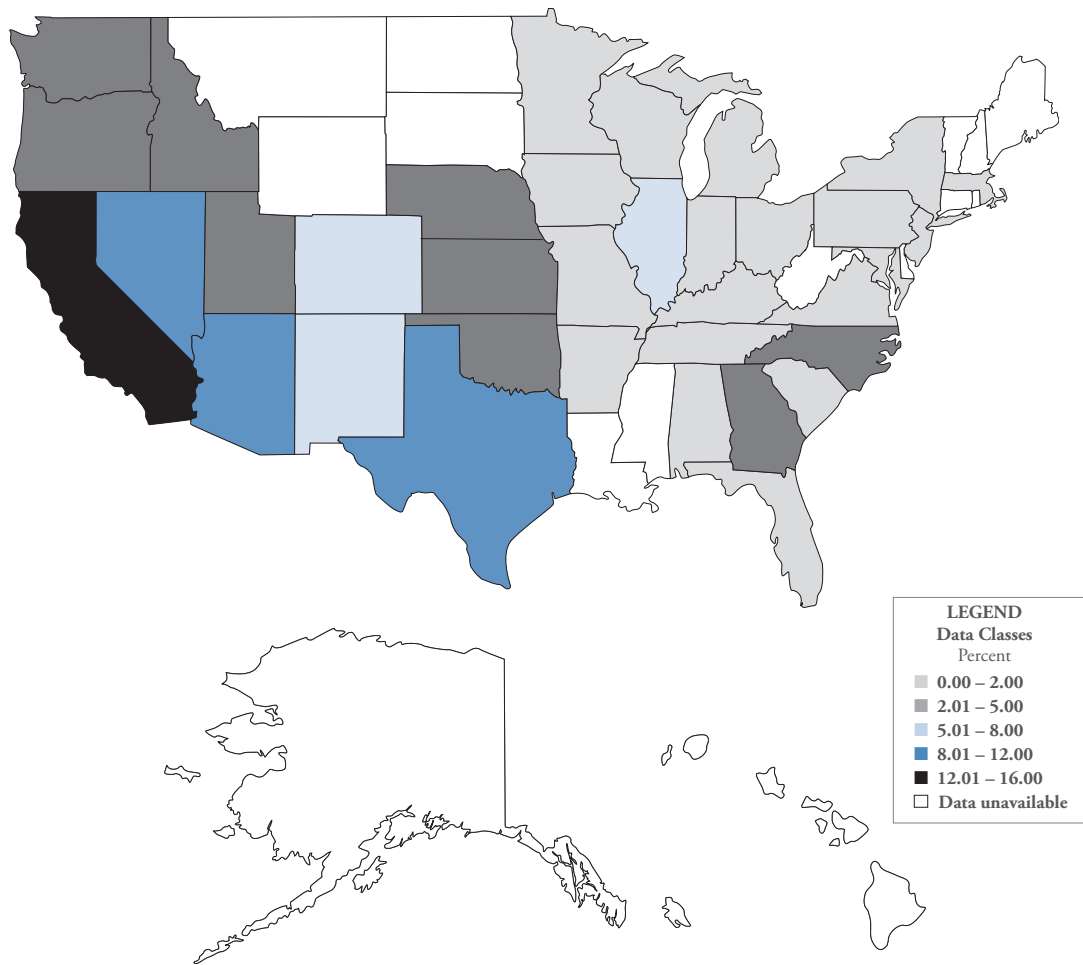 LEGEND
Data Classes
Percent
0.00 – 2.00
2.01 – 5.00
5.01 – 8.00
8.01 – 12.00
12.01 – 16.00
Data unavailable